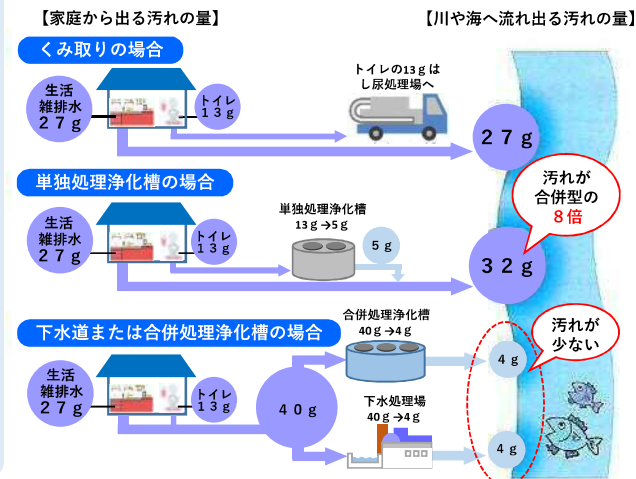 【家庭から出る汚れの量】
【川や海へ流れ出る汚れの量】
くみ取りの場合
生活
雑排水
２７ｇ
トイレ
１３ｇ
トイレの13ｇは
し尿処理場へ
２７ｇ
単独処理浄化槽の場合
生活
雑排水
２７ｇ
トイレ
１３ｇ
単独処理浄化槽
13ｇ→5ｇ
５ｇ
３２ｇ
汚れが
合併型の
８倍
下水道または合併処理浄化槽の場合
生活
雑排水
２７ｇ
トイレ
１３ｇ
４０ｇ
合併処理浄化槽
40ｇ→4ｇ
４ｇ
下水処理場
40ｇ→4ｇ
４ｇ
汚れが
少ない